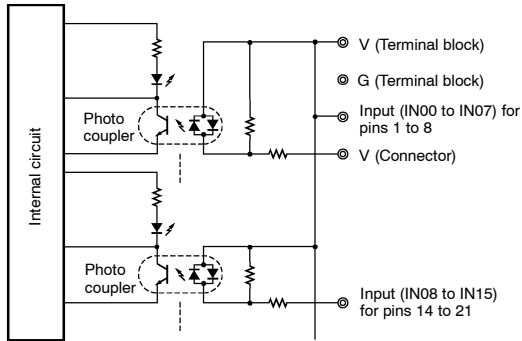 Internal circuit
Photo
coupler
V (Terminal block)
G (Terminal block)
Input (IN00 to IN07) for
pins 1 to 8
V (Connector)
Photo
coupler
Input (IN08 to IN15)
for pins 14 to 21